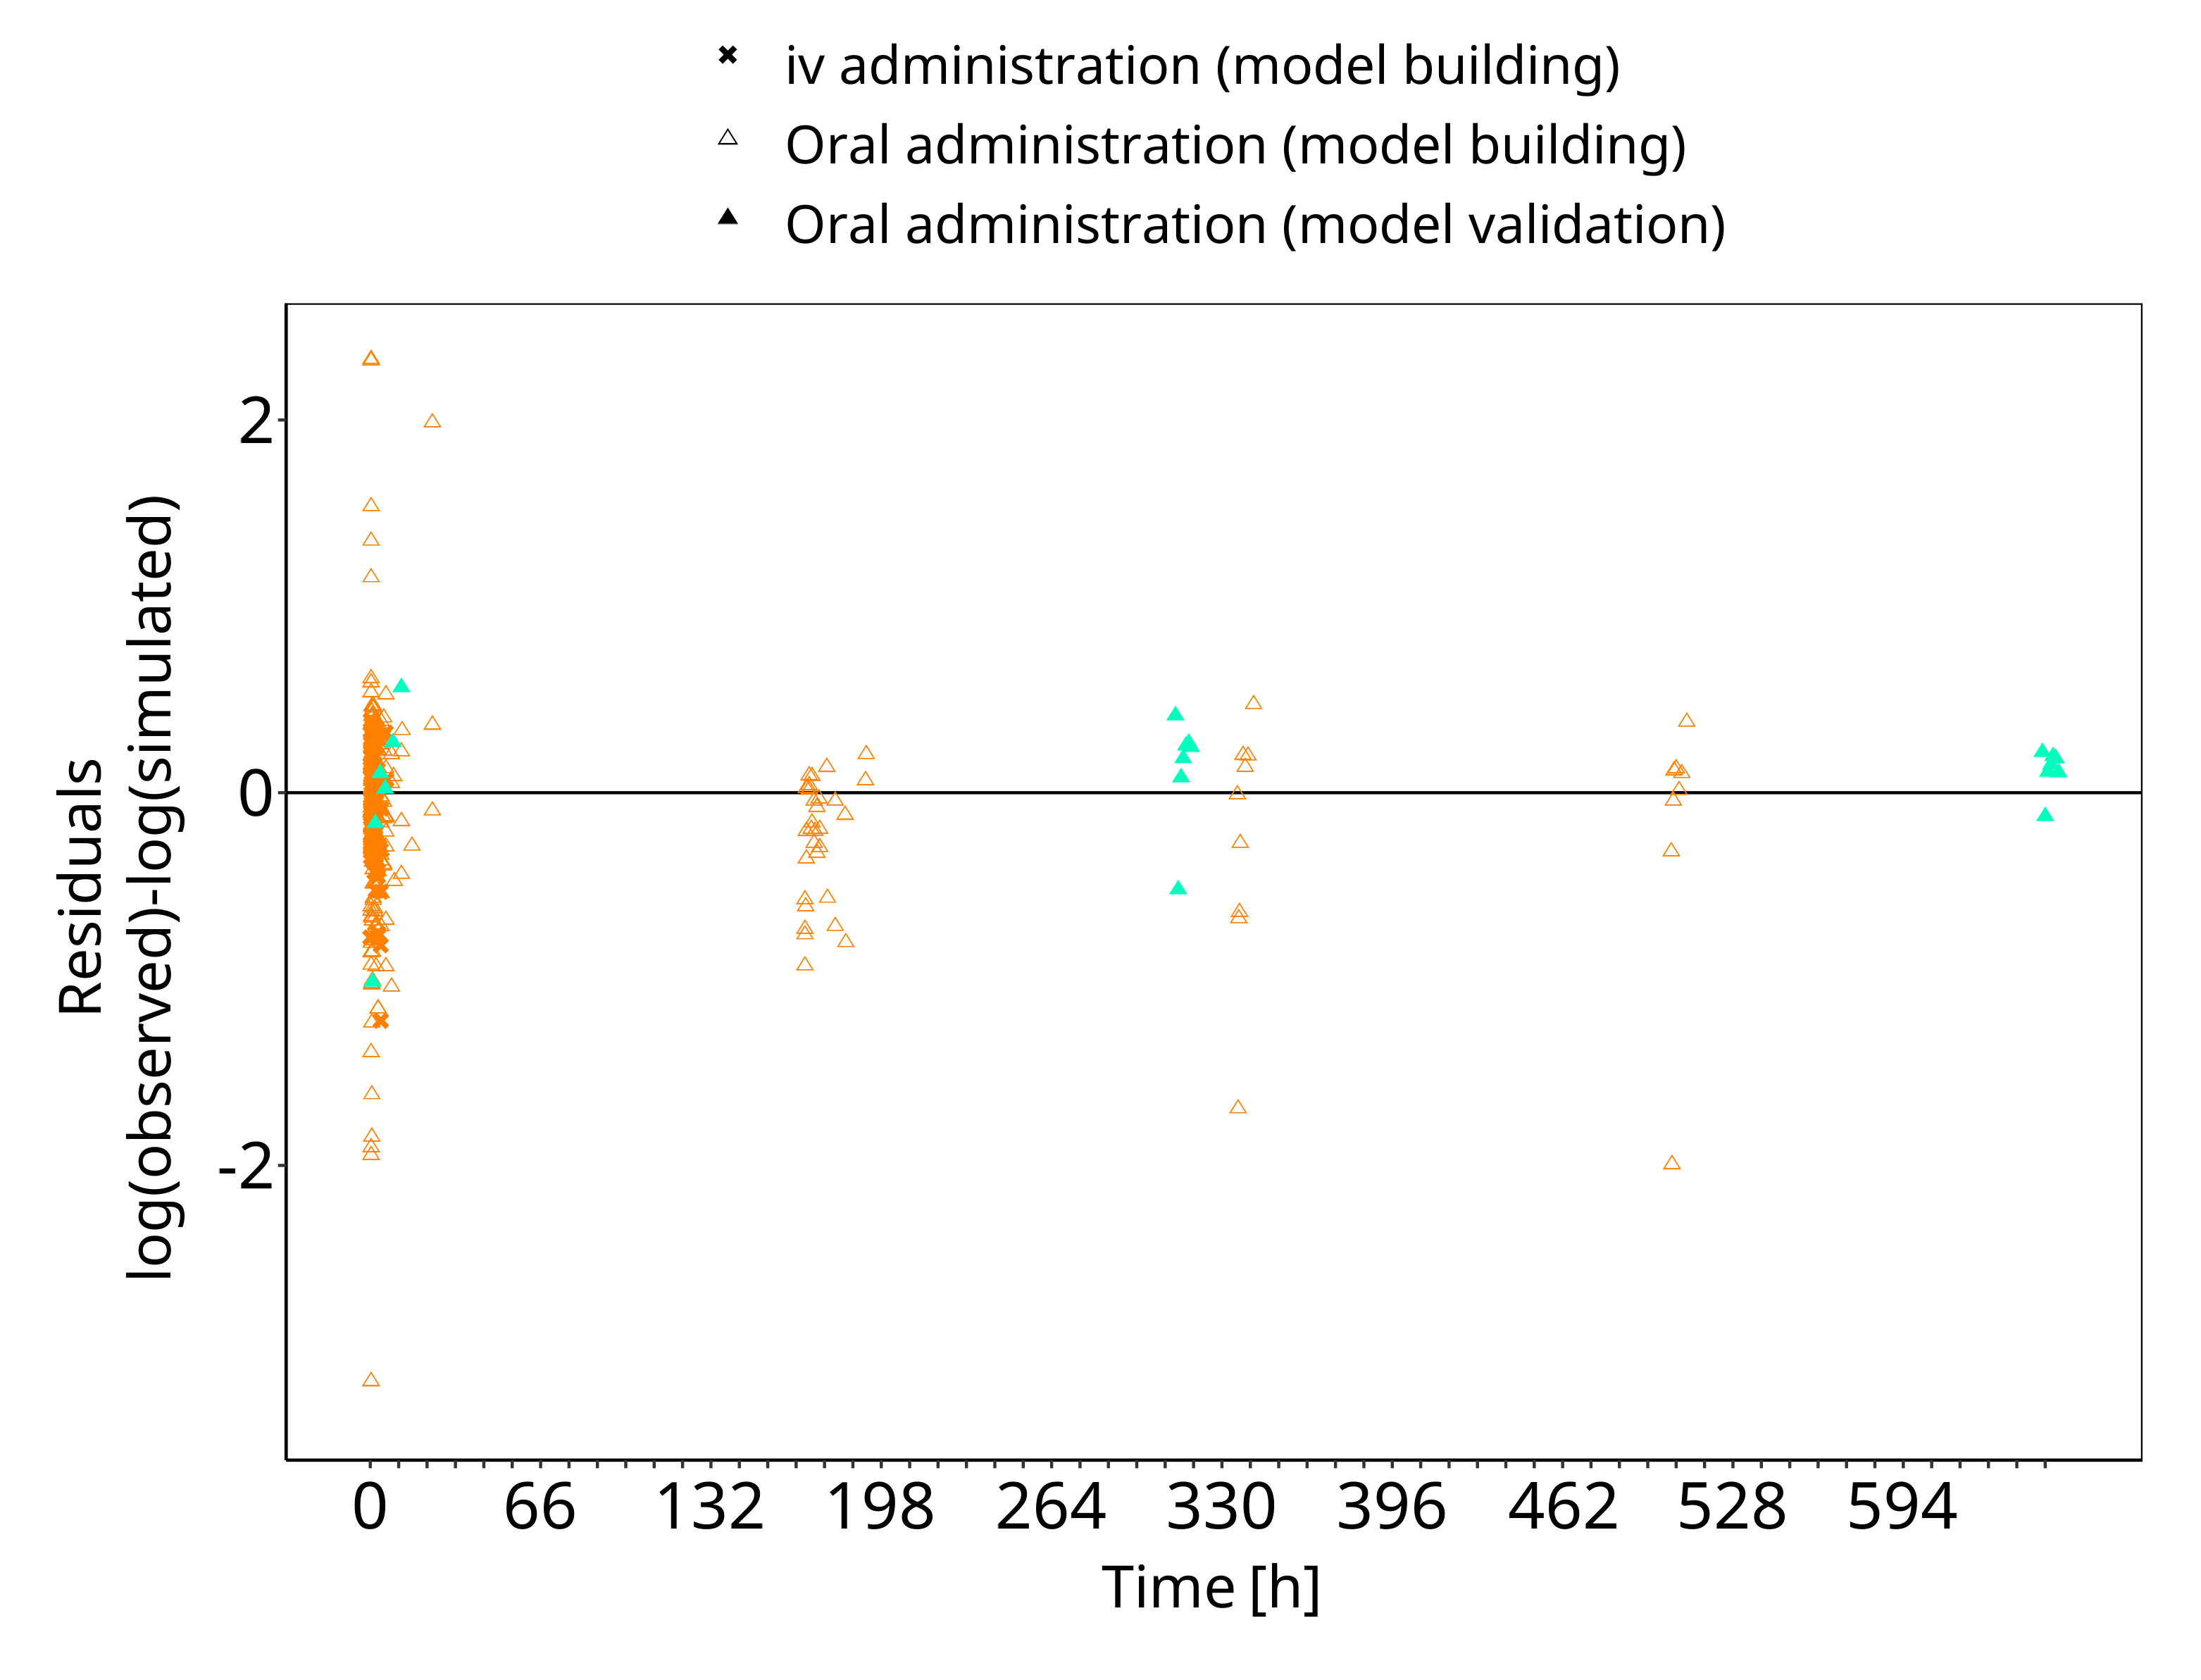 iv administration (model building)
Oral administration (model building)
Oral administration (model validation)
Residuals
log(observed)-log(simulated)
2
0
-2
0 66 132 198 264 330 396 462 528 594
Time [h]